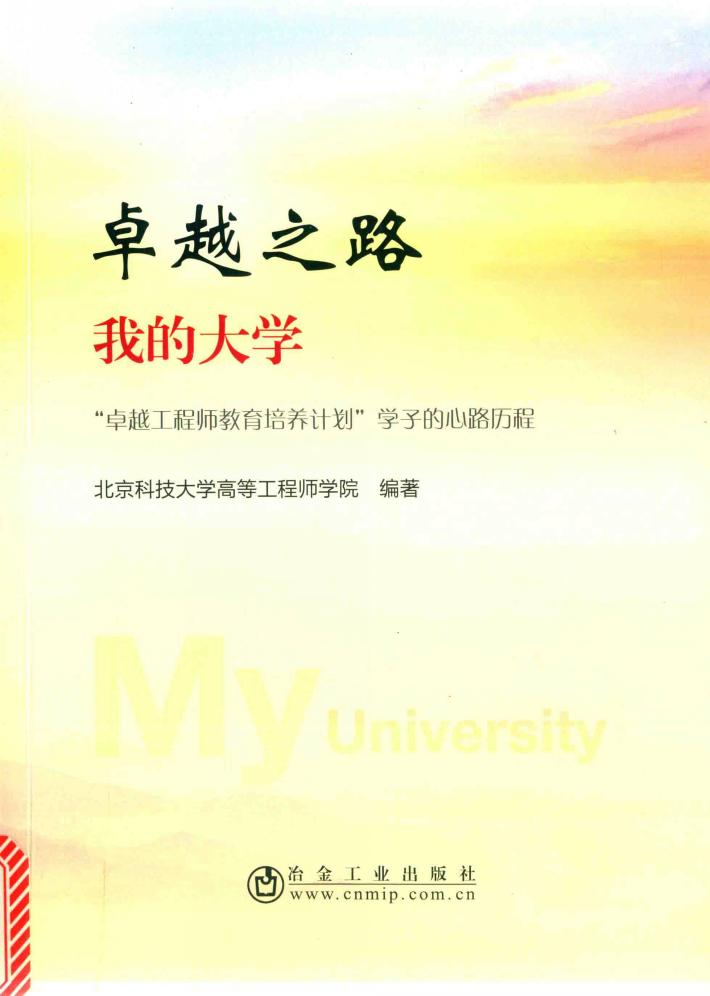 卓越之路
我的大学
“卓越工程师教育培养计划”学子的心路历程
北京科技大学高等工程师学院 编著
My University
冶金工业出版社
www.cnmip.com.cn